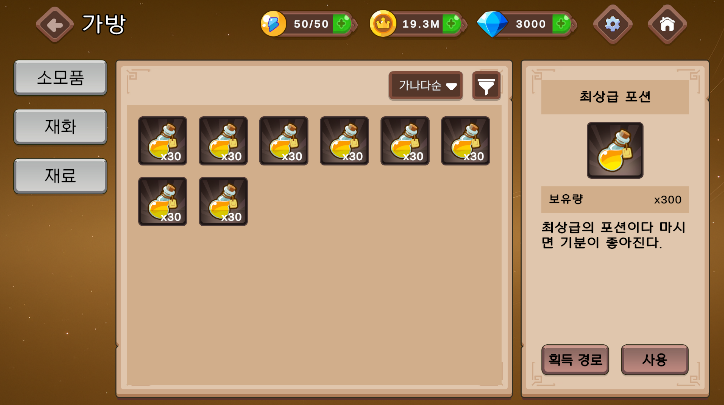 가방
50/50
19.3M
3000
소모품
재화
재료
가나다순
x30 x30 x30 x30 x30 x30
x30 x30
최상급 포션
보유량 x300
최상급의 포션이다 마시
면 기분이 좋아진다.
획득 경로
사용